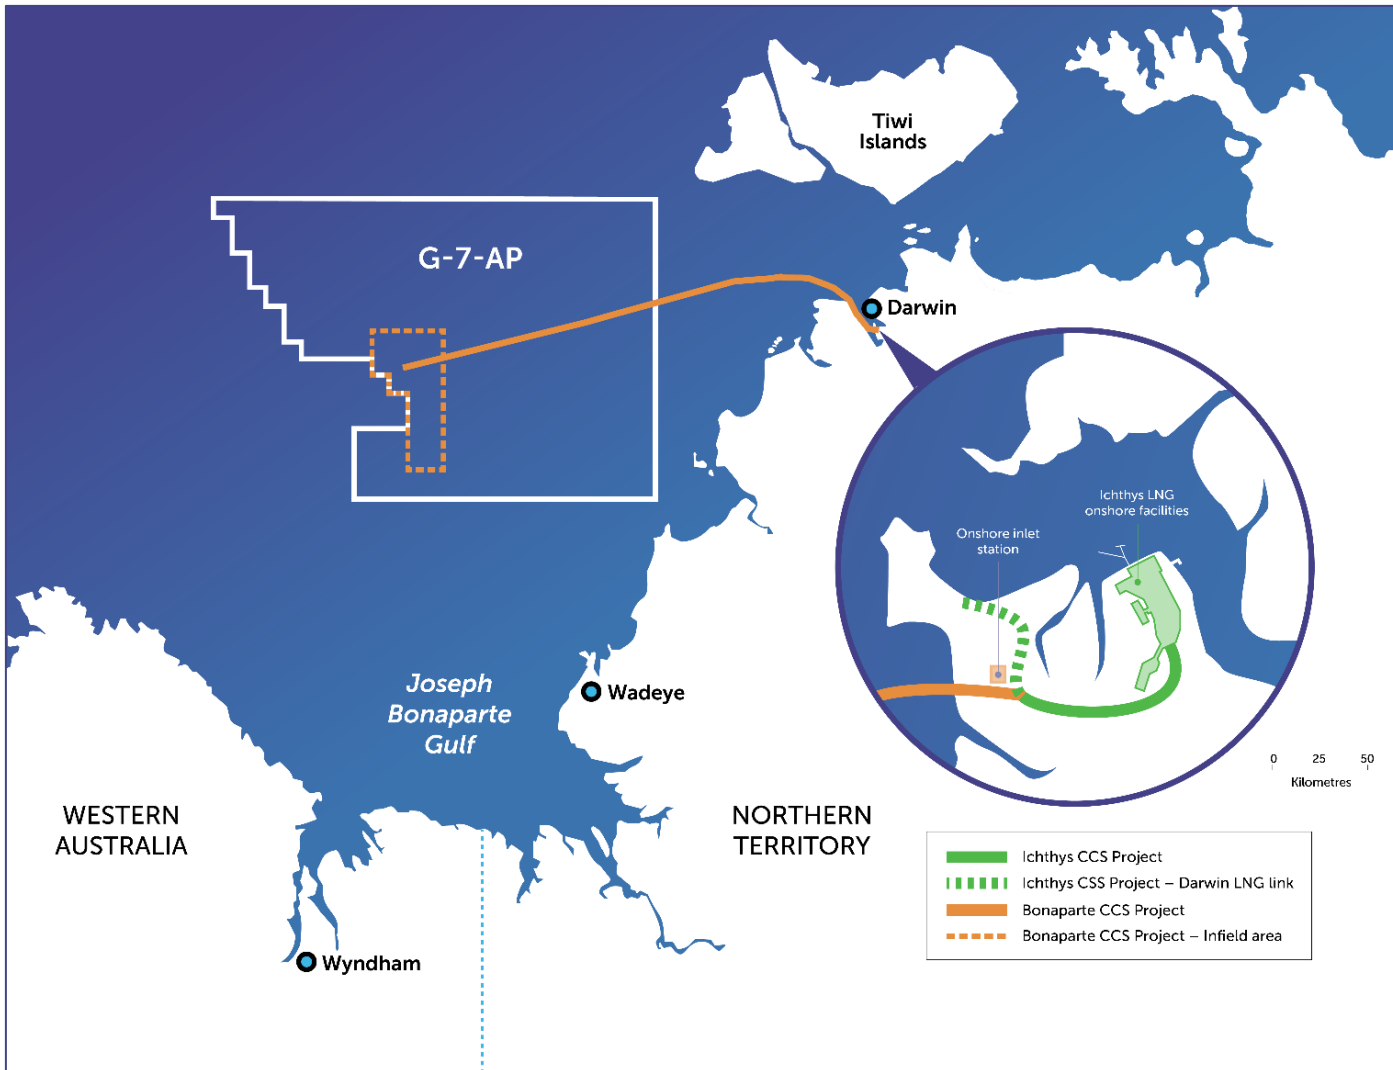 Tiwi
Islands
G-7-AP
Darwin
Ichthys LNG
onshore facilities
Onshore inlet
station
Joseph
Bonaparte
Gulf
Wadeye
0 25 50
Kilometres
WESTERN
AUSTRALIA
NORTHERN
TERRITORY
Ichthys CCS Project
Ichthys CSS Project – Darwin LNG link
Bonaparte CCS Project
Bonaparte CCS Project – Infield area
Wyndham